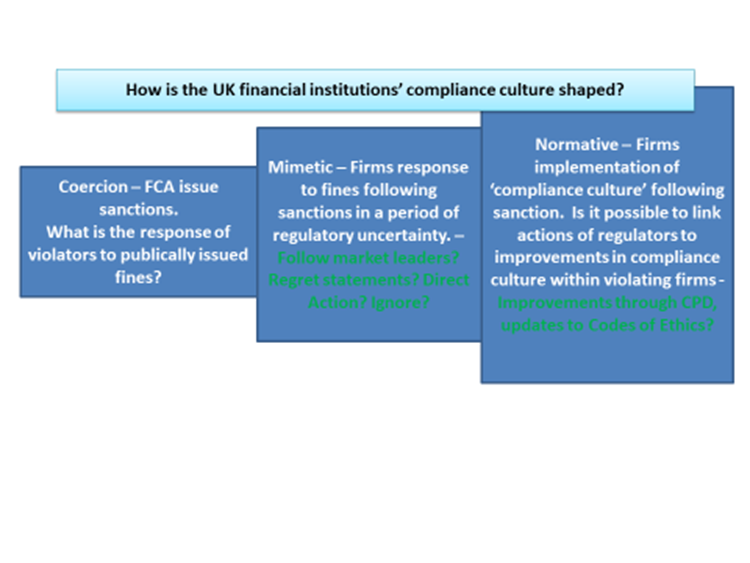 How is the UK financial institutions' compliance culture shaped?
Coercion – FCA issue
sanctions.
What is the response of
violators to publically issued
fines?
Mimetic – Firms response
to fines following
sanctions in a period of
regulatory uncertainty. –
Follow market leaders?
Regret statements? Direct
Action? Ignore?
Normative – Firms
implementation of
'compliance culture' following
sanction. Is it possible to link
actions of regulators to
improvements in compliance
culture within violating firms -
Improvements through CPD,
updates to Codes of Ethics?